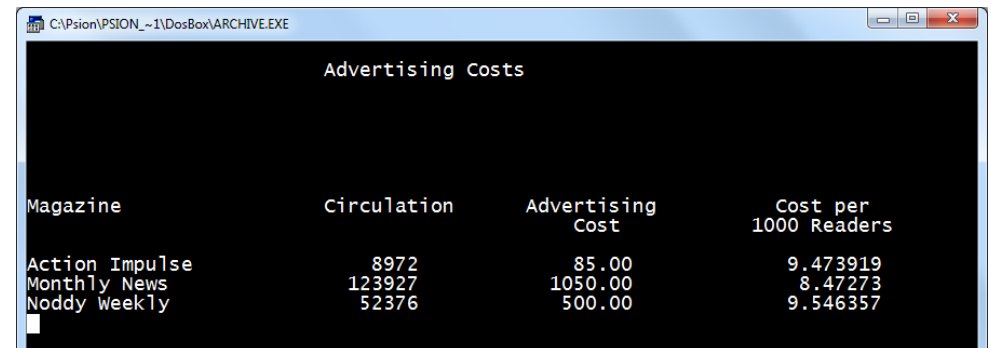 C:\Psion\PSION_~1\DosBox\ARCHIVE.EXE
Advertising Costs
Magazine Circulation Advertising Cost per
Cost 1000 Readers
Action Impulse 8972 85.00 9.473919
Monthly News 123927 1050.00 8.47273
Noddy Weekly 52376 500.00 9.546357